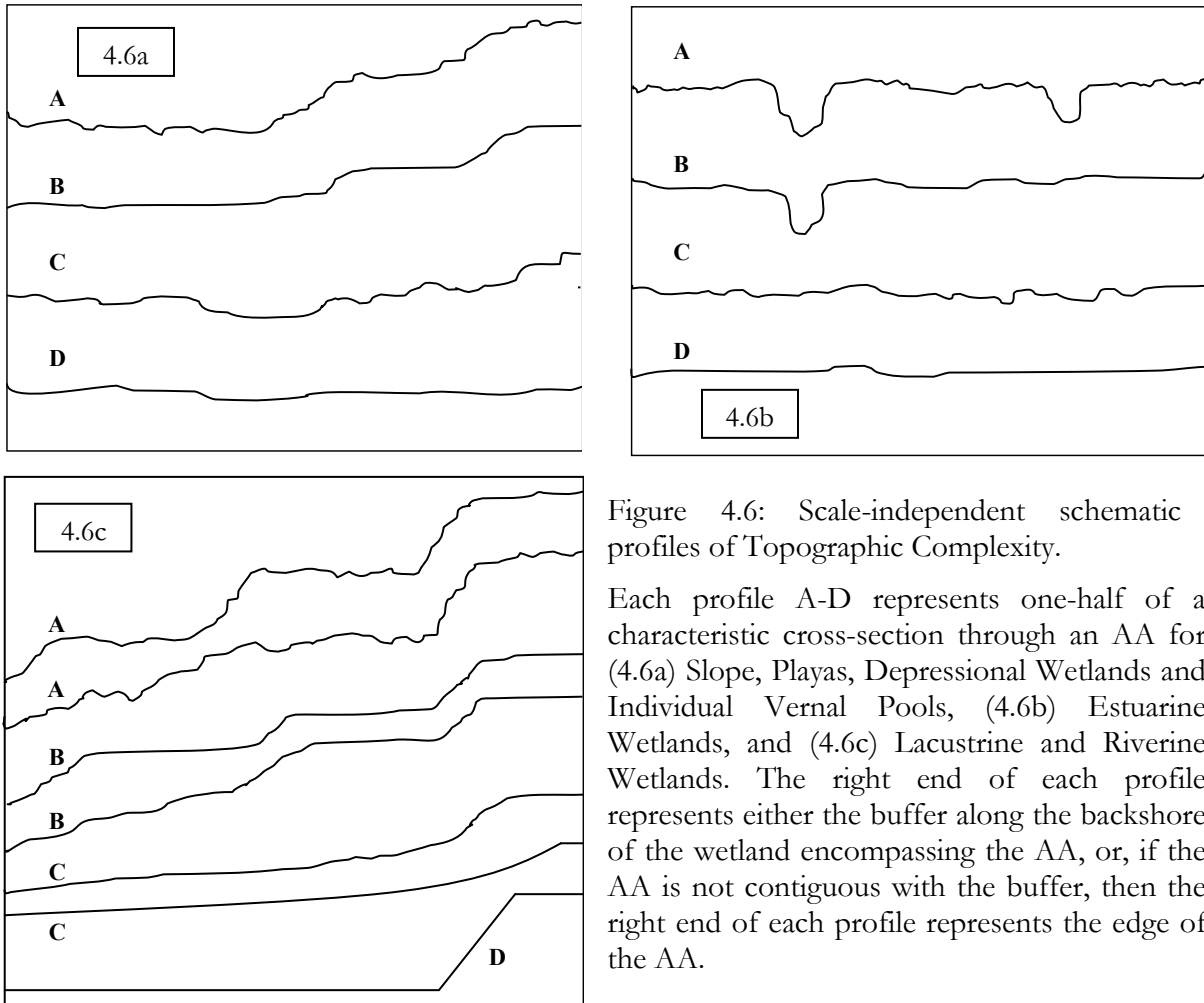 4.6a
A
B
C
D
A
B
C
D
4.6b
4.6c
A
A
B
B
C
C
D
Figure 4.6: Scale-independent schematic
profiles of Topographic Complexity.
Each profile A-D represents one-half of a
characteristic cross-section through an AA for
(4.6a) Slope, Playas, Depressional Wetlands and
Individual Vernal Pools, (4.6b) Estuarine
Wetlands, and (4.6c) Lacustrine and Riverine
Wetlands. The right end of each profile
represents either the buffer along the backshore
of the wetland encompassing the AA, or, if the
AA is not contiguous with the buffer, then the
right end of each profile represents the edge of
the AA.